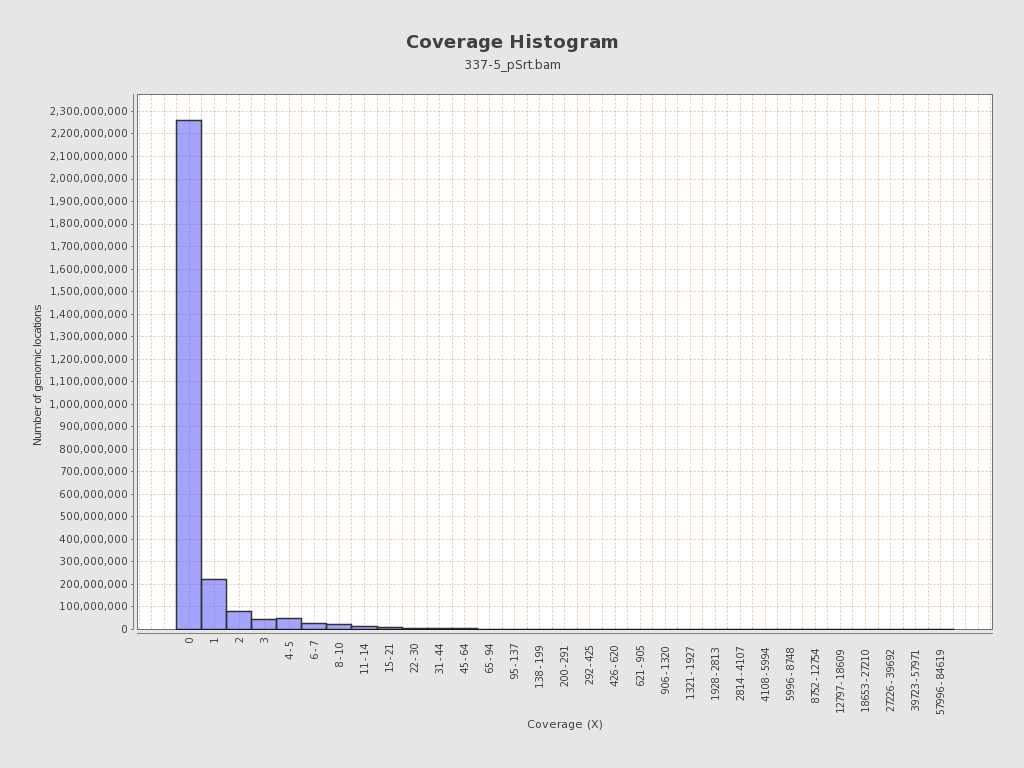 Coverage Histogram
337-5_pSrt.bam
Number of genomic locations
2,300,000,000
2,200,000,000
2,100,000,000
2,000,000,000
1,900,000,000
1,800,000,000
1,700,000,000
1,600,000,000
1,500,000,000
1,400,000,000
1,300,000,000
1,200,000,000
1,100,000,000
1,000,000,000
900,000,000
800,000,000
700,000,000
600,000,000
500,000,000
400,000,000
300,000,000
200,000,000
100,000,000
0
0
1
2
3
4 - 5
6 - 7
8 - 10
11 - 14
15 - 21
22 - 30
31 - 44
45 - 64
65 - 94
95 - 137
138 - 199
200 - 291
292 - 425
426 - 620
621 - 905
906 - 1320
1321 - 1927
1928 - 2813
2814 - 4107
4108 - 5994
5996 - 8748
8752 - 12754
12797 - 18609
18653 - 27210
27226 - 39692
39723 - 57971
57996 - 84619
Coverage (X)